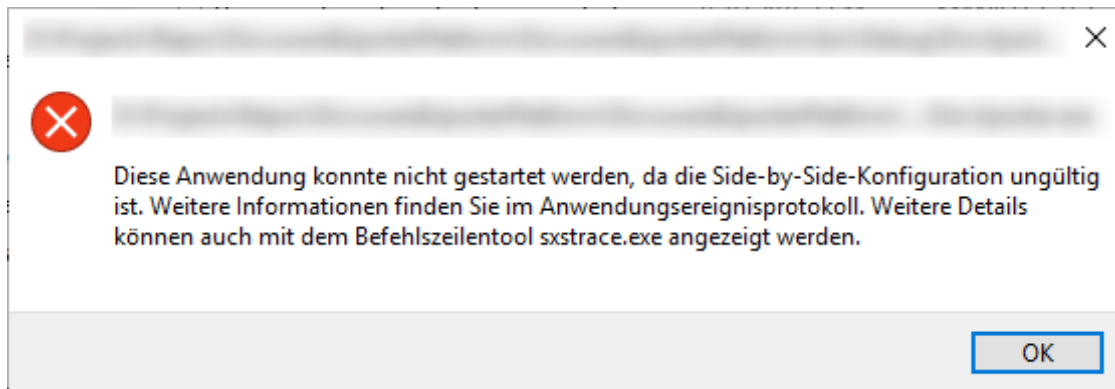 Diese Anwendung konnte nicht gestartet werden, da die Side-by-Side-Konfiguration ungültig
ist. Weitere Informationen finden Sie im Anwendungsereignisprotokoll. Weitere Details
können auch mit dem Befehlszeilentool sxstrace.exe angezeigt werden.
OK